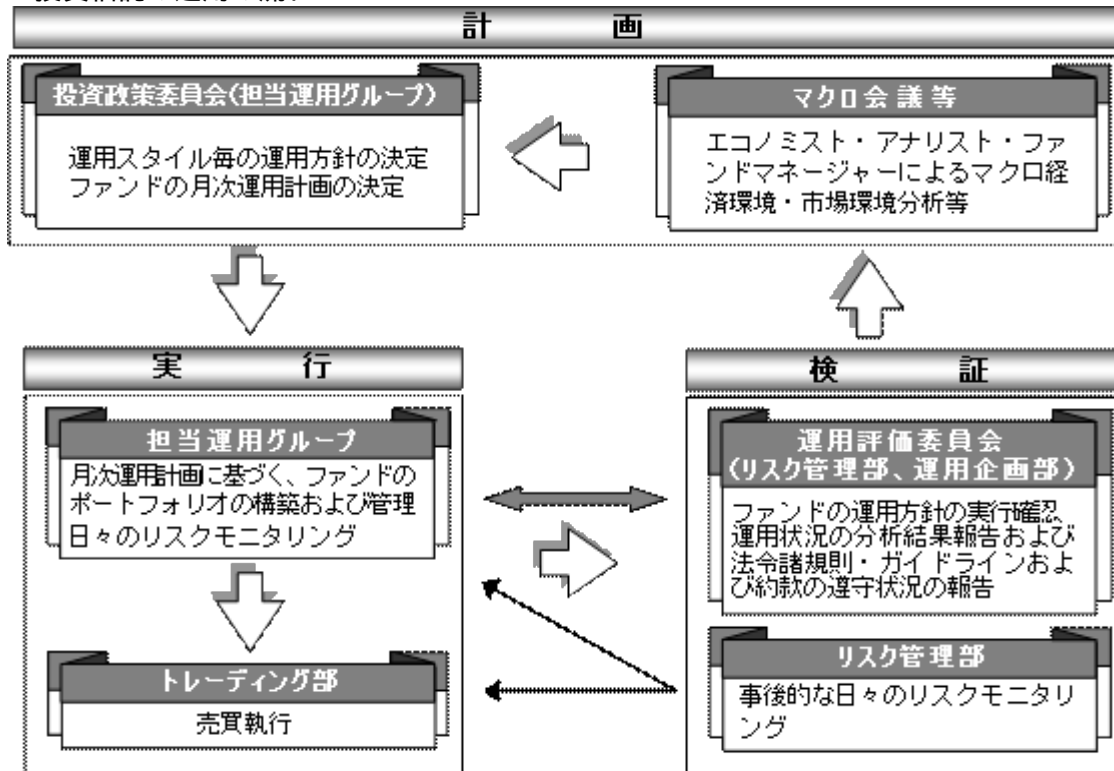 計画
投資政策委員会(担当運用グループ)
運用スタイル毎の運用方針の決定
ファンドの月次運用計画の決定
マクロ会議等
エコノミスト・アナリスト・ファ
ンドマネージャーによるマクロ経
済環境・市場環境分析等
実行
担当運用グループ
月次運用計画に基づく、ファンドの
ポートフォリオの構築および管理
日々のリスクモニタリング
トレーディング部
売買執行
検証
運用評価委員会
(リスク管理部、運用企画部)
ファンドの運用方針の実行確認
運用状況の分析結果報告および
法令諸規則・ガイドラインおよ
び約款の遵守状況の報告
リスク管理部
事後的な日々のリスクモニタリ
ング